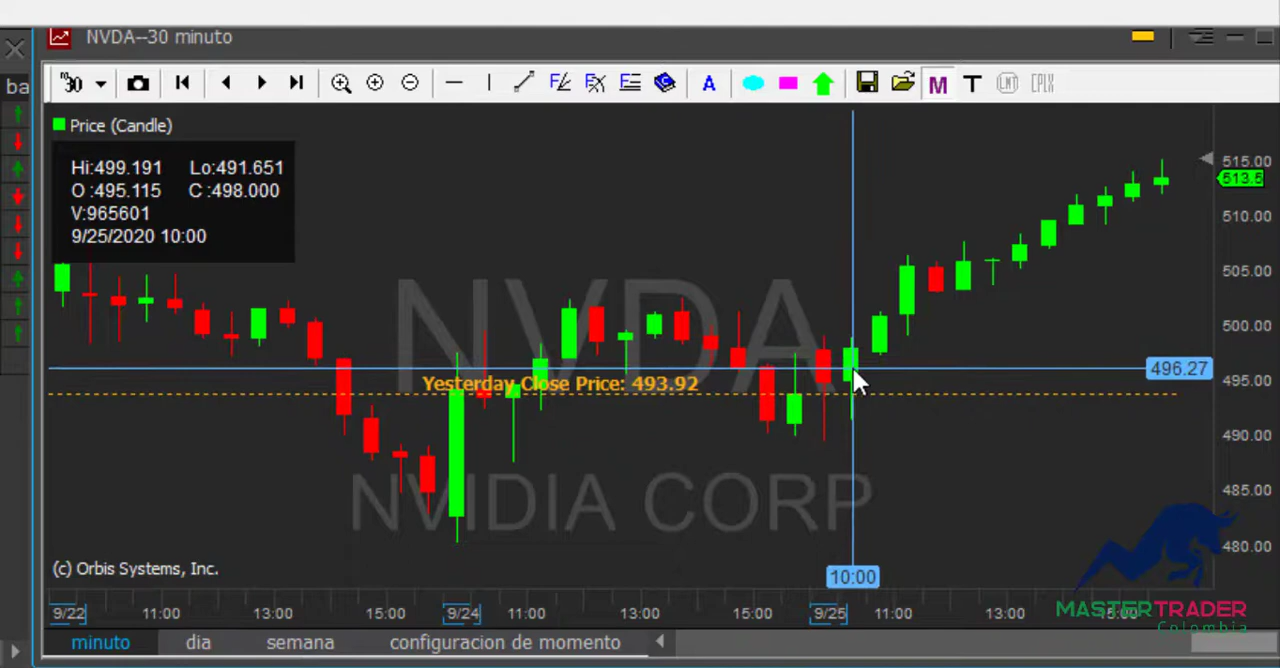 NVDA--30 minuto
ba
30
A
M T LMT CPLX
Price (Candle)
Hi:499.191 Lo:491.651
O :495.115 C :498.000
V:965601
9/25/2020 10:00
515.00
513.5
510.00
505.00
500.00
496.27
495.00
490.00
485.00
480.00
NVDA
Yesterday Close Price: 493.92
NVIDIA CORP
(c) Orbis Systems, Inc.
10:00
9/22 11:00 13:00 15:00 9/24 11:00 13:00 15:00 9/25 11:00 13:00 15:00
MASTERTRADER
Colombia
minuto dia semana configuracion de momento